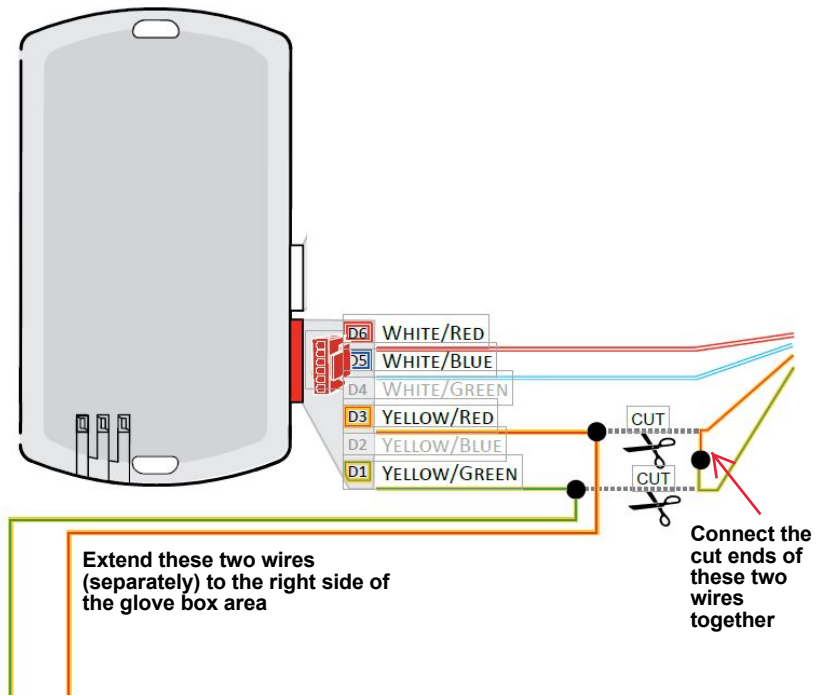 D6 WHITE/RED
D5 WHITE/BLUE
D4 WHITE/GREEN
D3 YELLOW/RED
CUT
D2 YELLOW/BLUE
D1 YELLOW/GREEN
CUT
Extend these two wires
(separately) to the right side of
the glove box area
Connect the
cut ends of
these two
wires
together